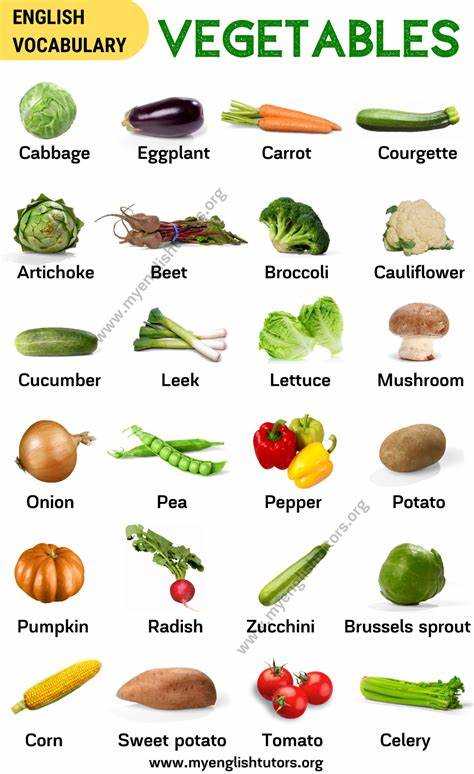 ENGLISH
VOCABULARY
VEGETABLES
Cabbage Eggplant Carrot Courgette
Artichoke Beet Broccoli Cauliflower
www.myenglishtutors.org
Cucumber Leek Lettuce Mushroom
Onion Pea Pepper Potato
Pumpkin Radish Zucchini Brussels sprout
www.myenglishtutors.org
Corn Sweet potato Tomato Celery
www.myenglishtutors.org